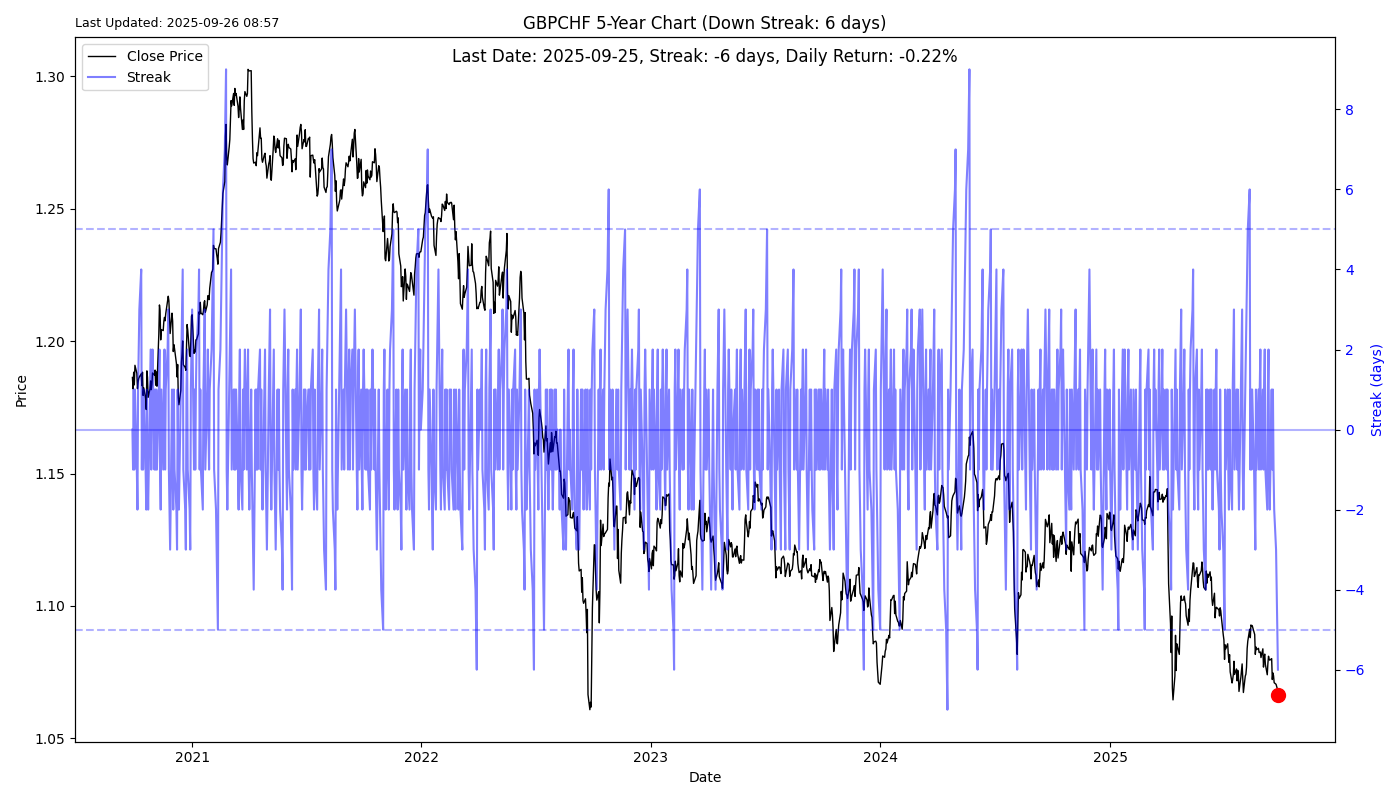 Last Updated: 2025-09-26 08:57
GBPCHF 5-Year Chart (Down Streak: 6 days)
Last Date: 2025-09-25, Streak: -6 days, Daily Return: -0.22%
Close Price
Streak
Price
1.30
1.25
1.20
1.15
1.10
1.05
8
6
4
2
0
−2
−4
−6
Streak (days)
2021
2022
2023
2024
2025
Date